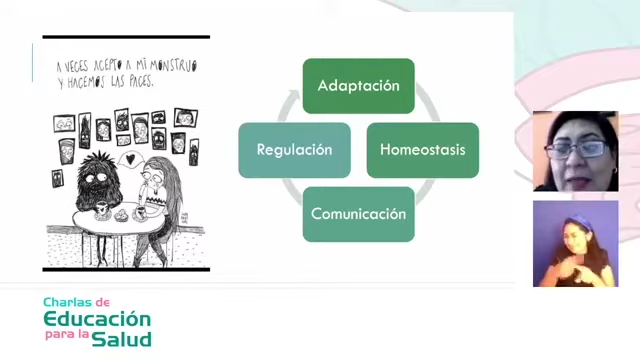 A VECES ACEPTO A MI MONSTRUO
Y HACEMOS LAS PACES.
Adaptación
Regulación
Homeostasis
Comunicación
Charlas de
Educación
para la Salud